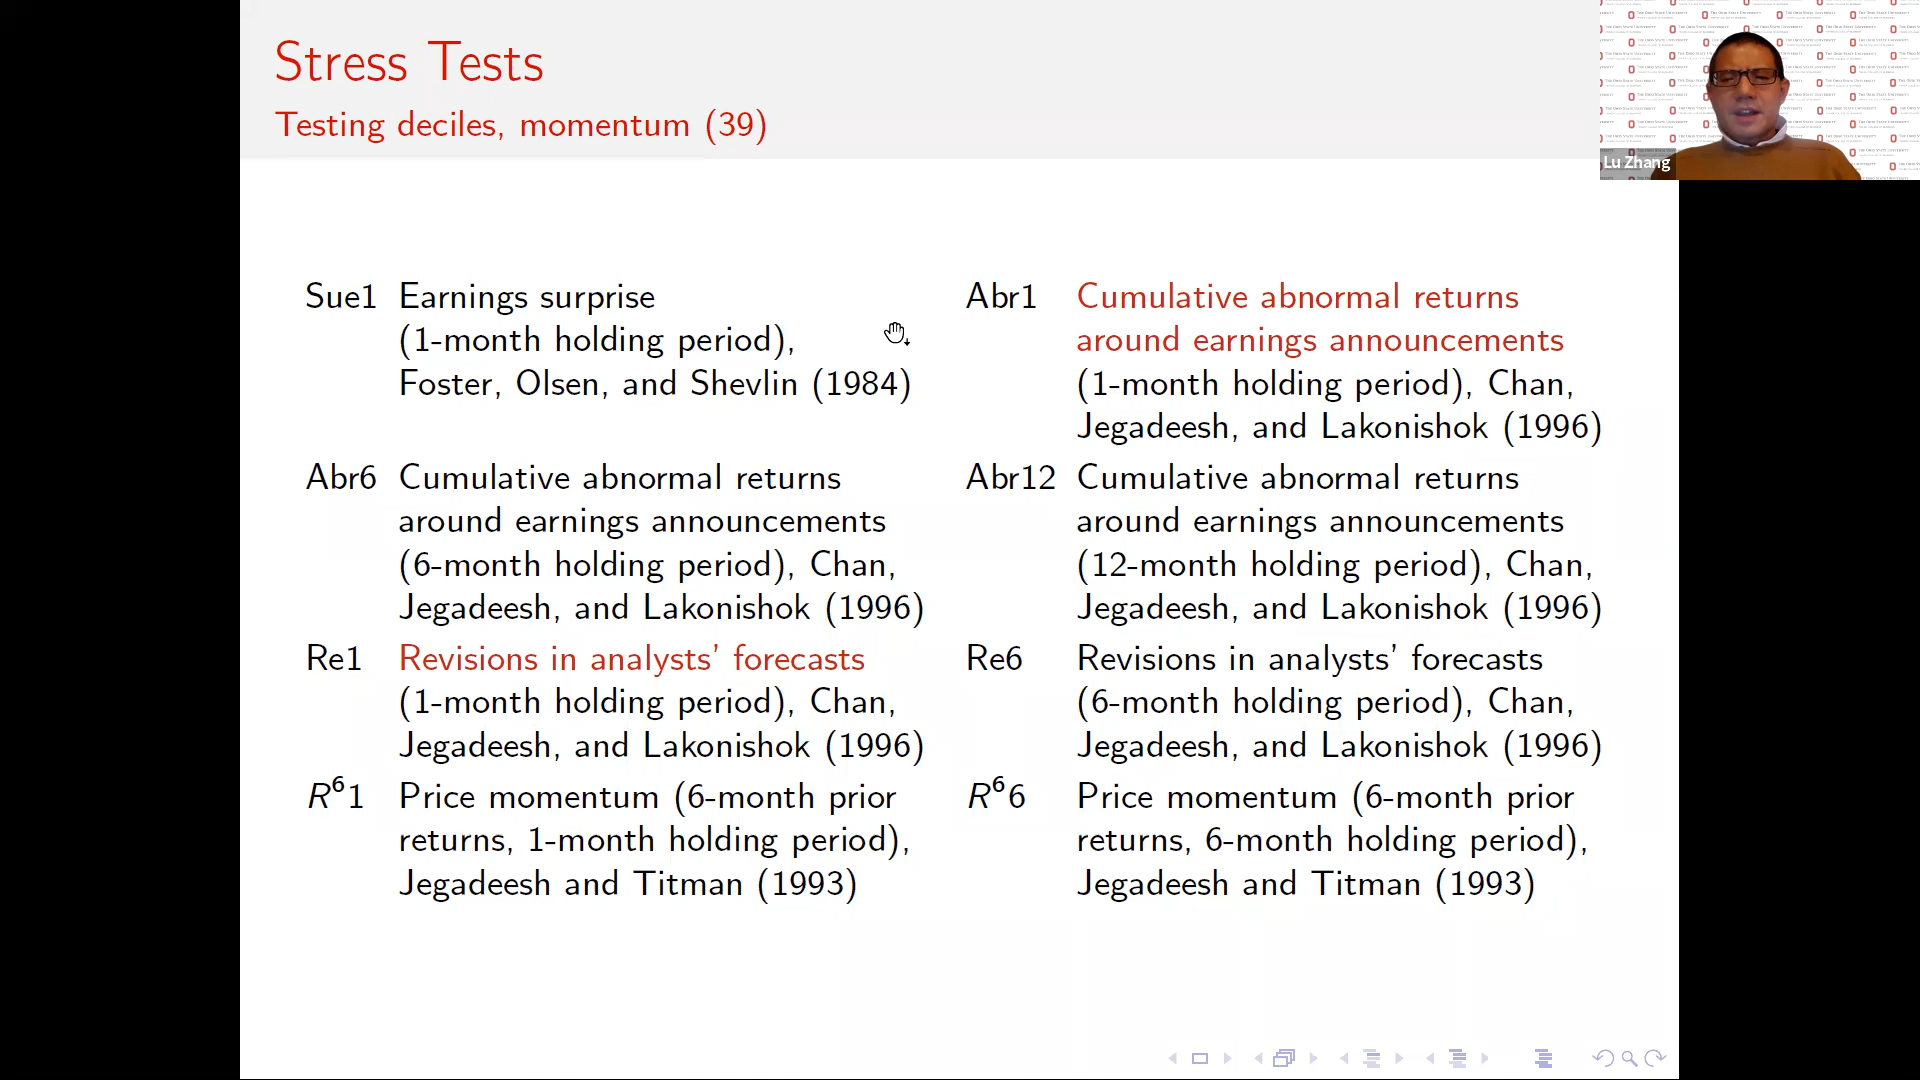 Stress Tests
Testing deciles, momentum (39)
Lu Zhang
Sue1 Earnings surprise
(1-month holding period),
Foster, Olsen, and Shevlin (1984)
Abr1 Cumulative abnormal returns
around earnings announcements
(1-month holding period), Chan,
Jegadeesh, and Lakonishok (1996)
Abr6 Cumulative abnormal returns
around earnings announcements
(6-month holding period), Chan,
Jegadeesh, and Lakonishok (1996)
Abr12 Cumulative abnormal returns
around earnings announcements
(12-month holding period), Chan,
Jegadeesh, and Lakonishok (1996)
Re1 Revisions in analysts' forecasts
(1-month holding period), Chan,
Jegadeesh, and Lakonishok (1996)
Re6 Revisions in analysts' forecasts
(6-month holding period), Chan,
Jegadeesh, and Lakonishok (1996)
R⁶1 Price momentum (6-month prior
returns, 1-month holding period),
Jegadeesh and Titman (1993)
R⁶6 Price momentum (6-month prior
returns, 6-month holding period),
Jegadeesh and Titman (1993)